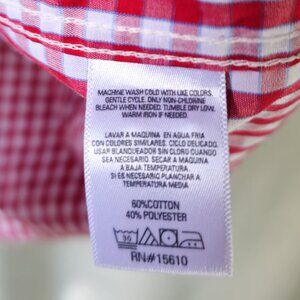 MACHINE WASH COLD WITH LIKE COLORS,
GENTLE CYCLE. ONLY NON-CHLORINE
BLEACH WHEN NEEDED. TUMBLE DRY LOW.
WARM IRON IF NEEDED.
LAVAR A MAQUINA EN AGUA FRIA
CON COLORES SIMILARES. CICLO DELICADO.
USAR BLANQUEADOR SIN CLORO CUANDO
SEA NECESARIO. SECAR A MAQUINA
A BAJA TEMPERATURA.
SI ES NECESARIO PLANCHAR A
TEMPERATURA MEDIA
60%COTTON
40% POLYESTER
30
RN#15610